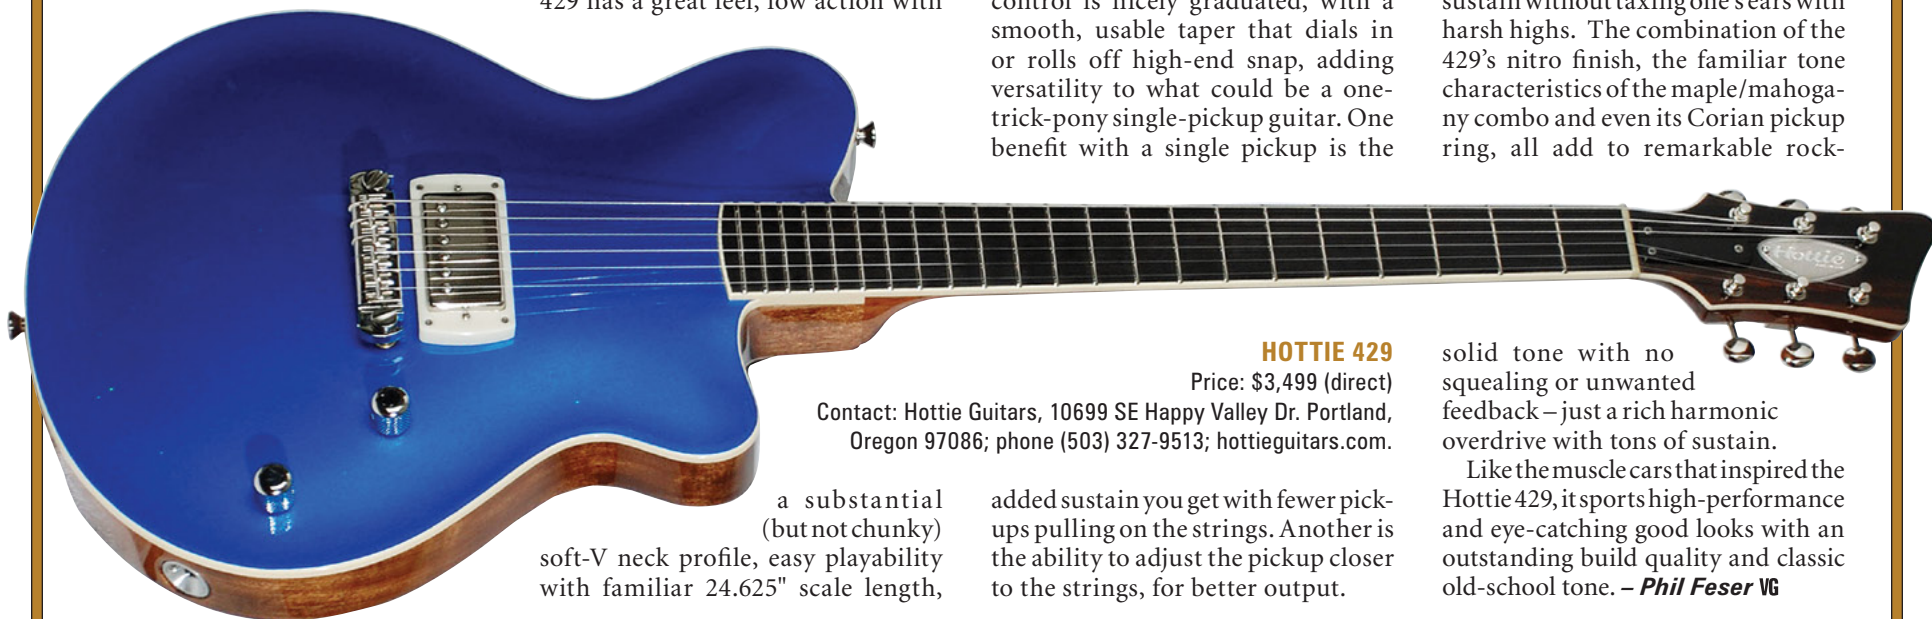 429 has a great feel, low action with
a substantial
(but not chunky)
soft-V neck profile, easy playability
with familiar 24.625" scale length,
control is nicely graduated, with a
smooth, usable taper that dials in
or rolls off high-end snap, adding
versatility to what could be a one-
trick-pony single-pickup guitar. One
benefit with a single pickup is the
added sustain you get with fewer pick-
ups pulling on the strings. Another is
the ability to adjust the pickup closer
to the strings, for better output.
sustain without taxing one's ears with
harsh highs. The combination of the
429's nitro finish, the familiar tone
characteristics of the maple/mahoga-
ny combo and even its Corian pickup
ring, all add to remarkable rock-
solid tone with no
squealing or unwanted
feedback – just a rich harmonic
overdrive with tons of sustain.
Like the muscle cars that inspired the
Hottie 429, it sports high-performance
and eye-catching good looks with an
outstanding build quality and classic
old-school tone. – Phil Feser VG
Hottie
HOTTIE 429
Price: $3,499 (direct)
Contact: Hottie Guitars, 10699 SE Happy Valley Dr. Portland,
Oregon 97086; phone (503) 327-9513; hottieguitars.com.